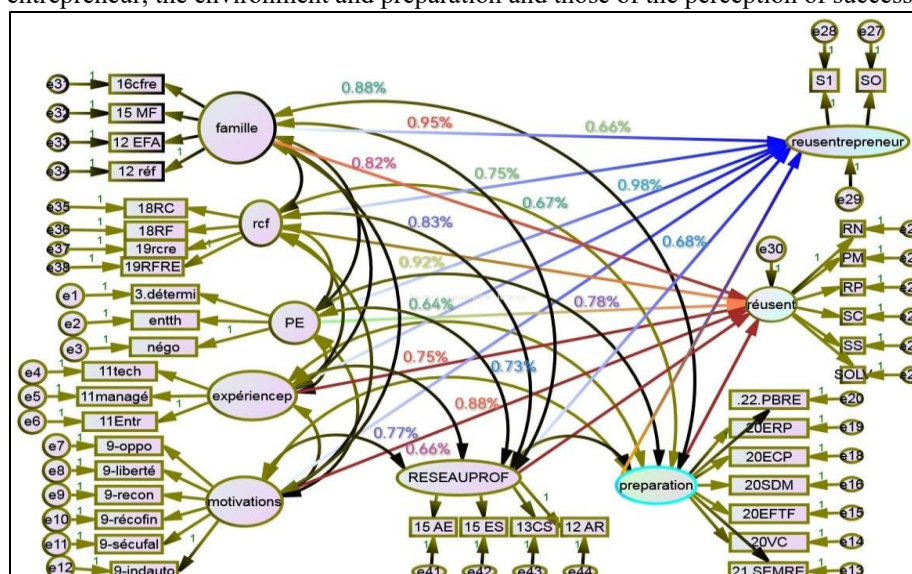 entrepreneur, the environment and preparation and those of the perception of success
e28 e27
S1 SO
reusentrepreneur
e29
e31 1 16cfre
e32 1 15 MF
e33 1 12 EFA
e34 1 12 réf
famille
0.88%
0.95%
0.66%
0.82%
0.75%
0.98%
0.67%
0.83%
0.68%
0.92%
0.64%
0.78%
0.75%
0.73%
0.88%
0.77%
0.66%
e35 18RC
e36 18RF
e37 19rcre
e38 19RFRE
rcf
e1 3.détermi
e2 entth
e3 négo
PE
e4 11tech
e5 11managé
e6 11Entr
expériencep
e7 9-oppo
e8 9-liberté
e9 9-recon
e10 9-récofin
e11 9-sécufal
e12 9-indauto
motivations
RESEAUPROF
15 AE 15 ES 13CS 12 AR
e41 e42 e43 e44
e30
réusent
RN
PM
RP
SC
SS
preparation
.22.PBRE e20
20ERP e19
20ECP e18
20SDM e16
20EFTF e15
20VC e14
21.SEMRE e13